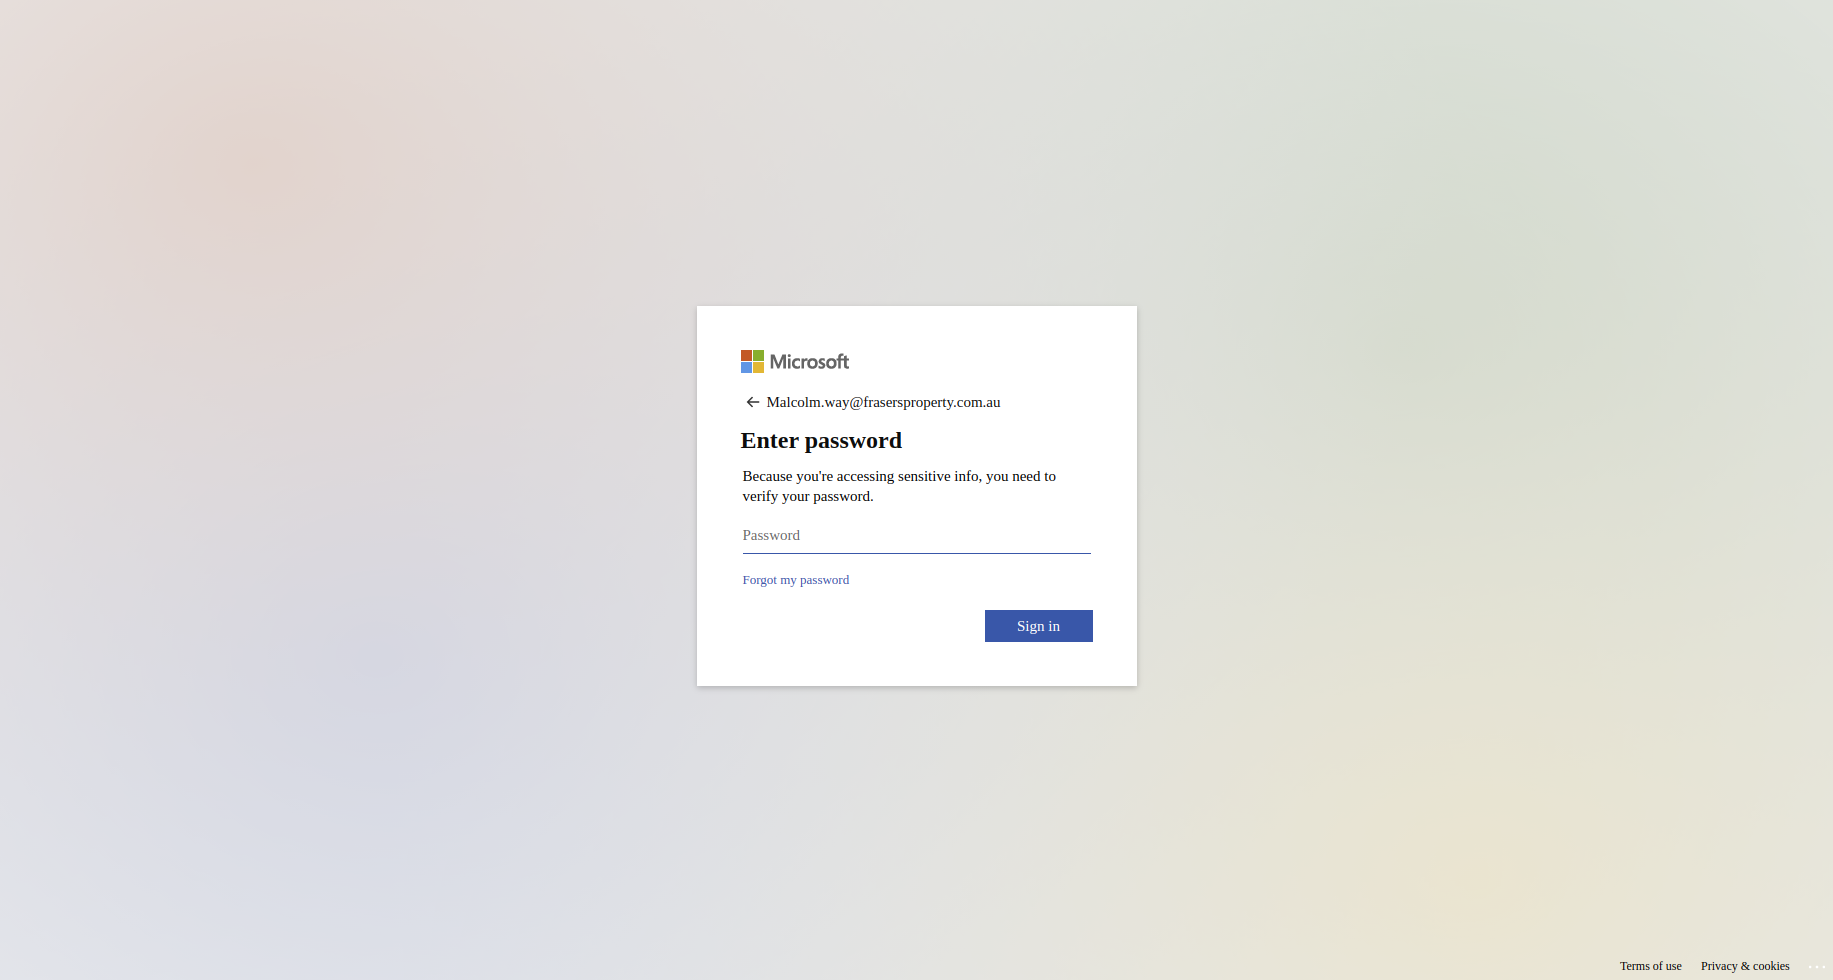 Microsoft
Malcolm.way@frasersproperty.com.au
Enter password
Because you're accessing sensitive info, you need to
verify your password.
Password
Forgot my password
Sign in
Terms of use Privacy & cookies ...